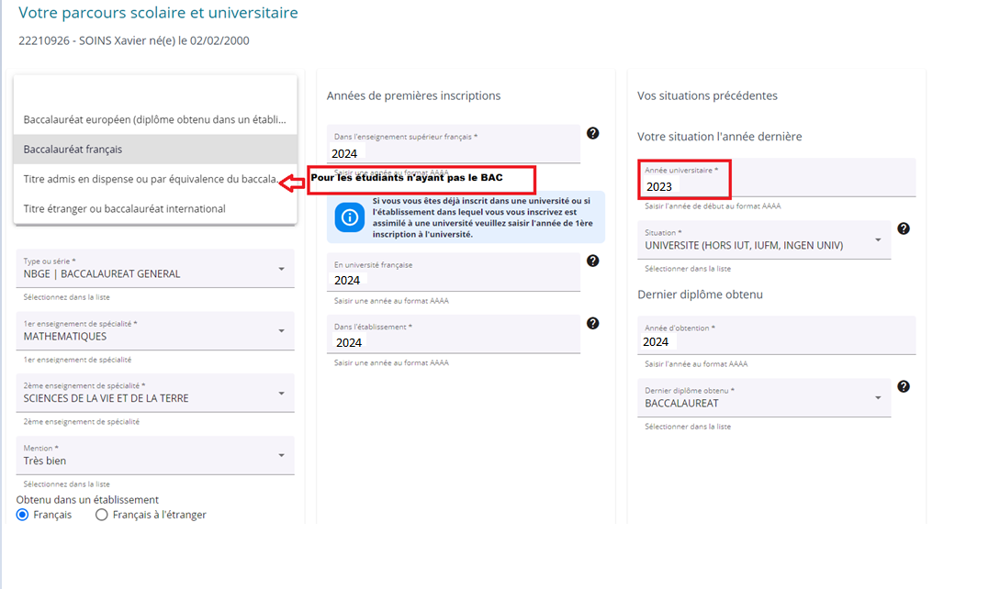 Votre parcours scolaire et universitaire
22210926 - SOINS Xavier né(e) le 02/02/2000
Baccalauréat européen (diplôme obtenu dans un établi...
Baccalauréat français
Titre admis en dispense ou par équivalence du baccala...
Titre étranger ou baccalauréat international
Type ou série *
NBGE | BACCALAUREAT GENERAL
Sélectionnez dans la liste
1er enseignement de spécialité *
MATHEMATIQUES
1er enseignement de spécialité
2ème enseignement de spécialité *
SCIENCES DE LA VIE ET DE LA TERRE
2ème enseignement de spécialité
Mention *
Très bien
Sélectionnez dans la liste
Obtenu dans un établissement
Français
Français à l'étranger
Années de premières inscriptions
Dans l'enseignement supérieur français *
2024
Saisir une année au format AAAA
Pour les étudiants n'ayant pas le BAC
Si vous vous êtes déjà inscrit dans une université ou si
l'établissement dans lequel vous vous inscrivez est
assimilé à une université veuillez saisir l'année de 1ère
inscription à l'université.
En université française
2024
Saisir une année au format AAAA
Dans l'établissement *
2024
Saisir une année au format AAAA
Vos situations précédentes
Votre situation l'année dernière
Année universitaire *
2023
Saisir l'année de début au format AAAA
Situation *
UNIVERSITE (HORS IUT, IUFM, INGEN UNIV)
Sélectionner dans la liste
Dernier diplôme obtenu
Année d'obtention *
2024
Saisir l'année au format AAAA
Dernier diplôme obtenu *
BACCALAUREAT
Sélectionner dans la liste